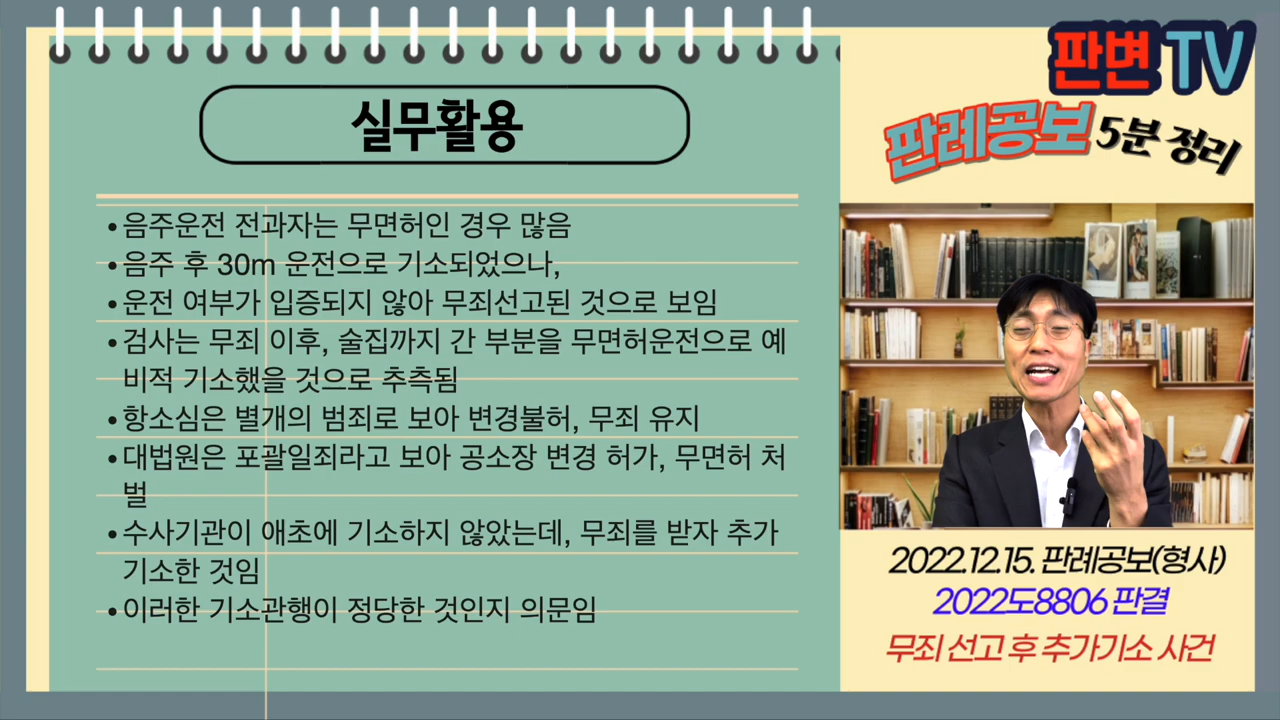 판변 TV
판례공보 5분 정리
실무활용
•음주운전 전과자는 무면허인 경우 많음
•음주 후 30m 운전으로 기소되었으나,
•운전 여부가 입증되지 않아 무죄선고된 것으로 보임
•검사는 무죄 이후, 술집까지 간 부분을 무면허운전으로 예
비적 기소했을 것으로 추측됨
•항소심은 별개의 범죄로 보아 변경불허, 무죄 유지
•대법원은 포괄일죄라고 보아 공소장 변경 허가, 무면허 처
벌
•수사기관이 애초에 기소하지 않았는데, 무죄를 받자 추가
기소한 것임
•이러한 기소관행이 정당한 것인지 의문임
2022.12.15. 판례공보(형사)
2022도8806 판결
무죄 선고 후 추가기소 사건